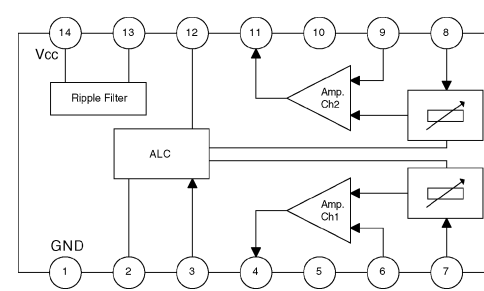 14 13 12 11 10 9 8
Vcc
Ripple Filter
Amp.
Ch2
ALC
Amp.
Ch1
GND
1 2 3 4 5 6 7